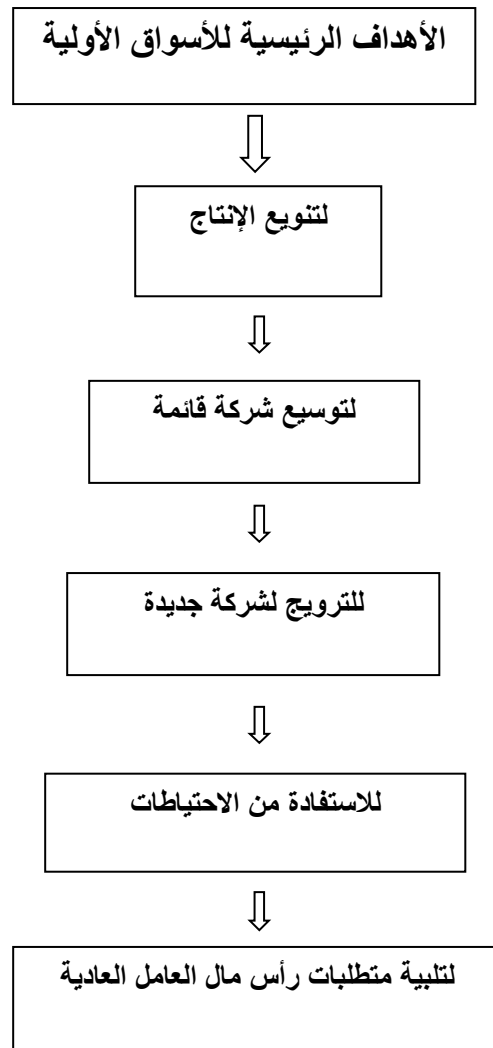 الأهداف الرئيسية للأسواق الأولية
لتنويع الإنتاج
لتوسيع شركة قائمة
للترويج لشركة جديدة
للاستفادة من الاحتياطات
لتلبية متطلبات رأس مال العامل العادية